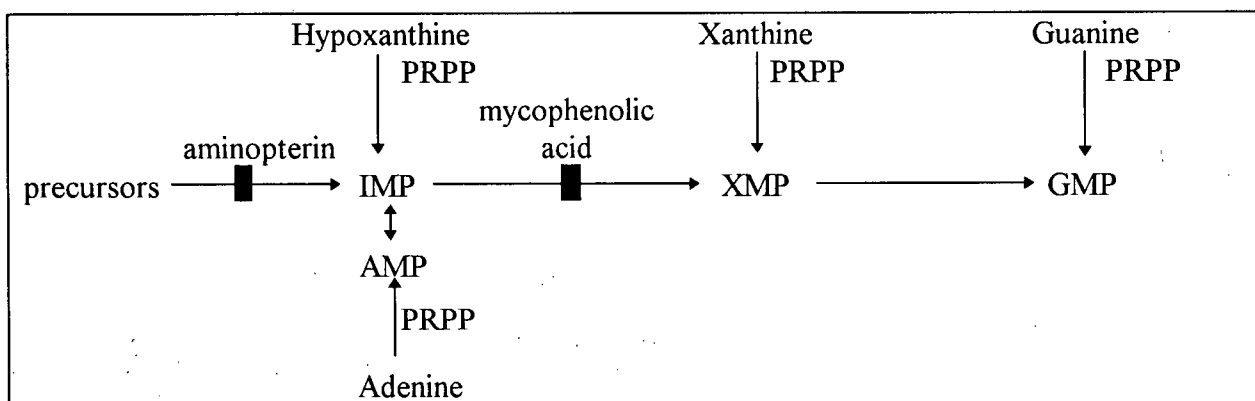 Hypoxanthine Xanthine Guanine
PRPP PRPP PRPP
mycophenolic
aminopterin acid
precursors IMP XMP GMP
AMP
PRPP
Adenine